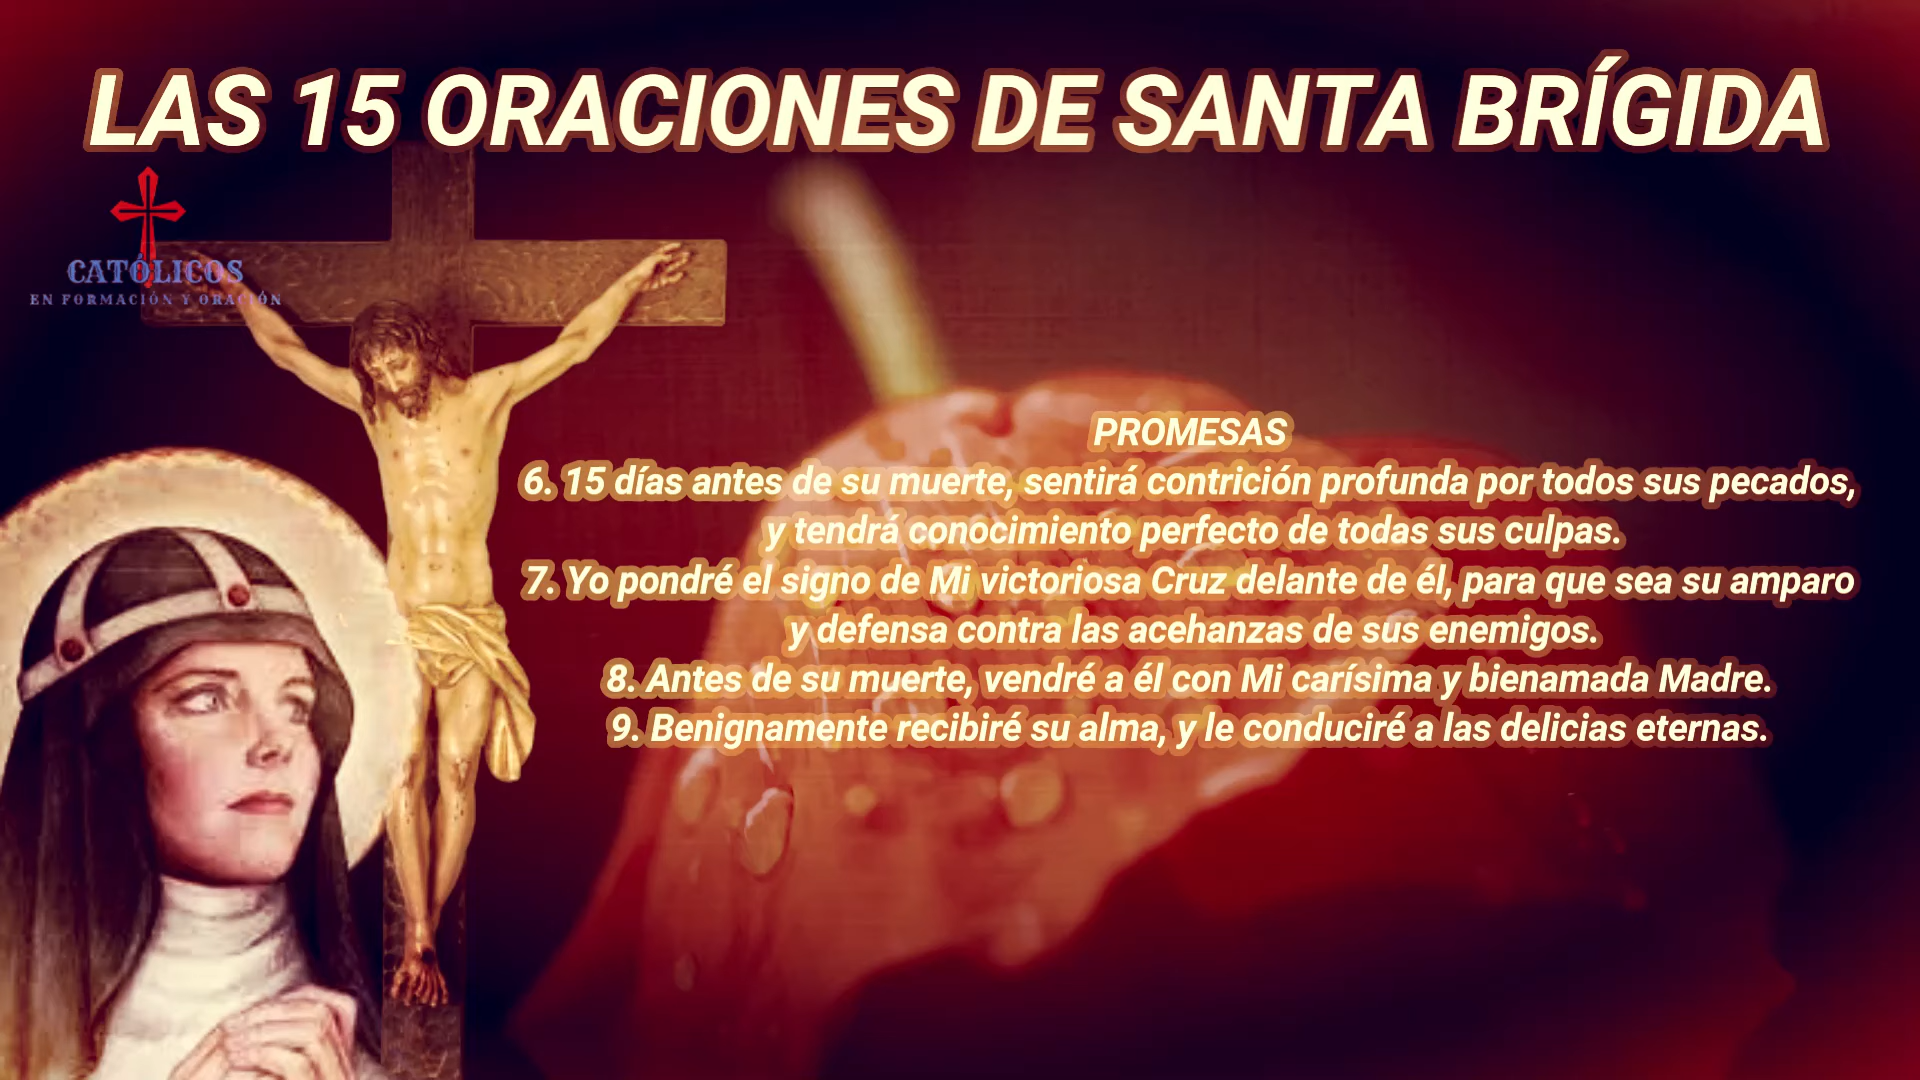 LAS 15 ORACIONES DE SANTA BRÍGIDA
CATÓLICOS
EN FORMACIÓN Y ORACIÓN
PROMESAS
6. 15 días antes de su muerte, sentirá contrición profunda por todos sus pecados,
y tendrá conocimiento perfecto de todas sus culpas.
7. Yo pondré el signo de Mi victoriosa Cruz delante de él, para que sea su amparo
y defensa contra las acehanzas de sus enemigos.
8. Antes de su muerte, vendré a él con Mi carísima y bienamada Madre.
9. Benignamente recibiré su alma, y le conduciré a las delicias eternas.